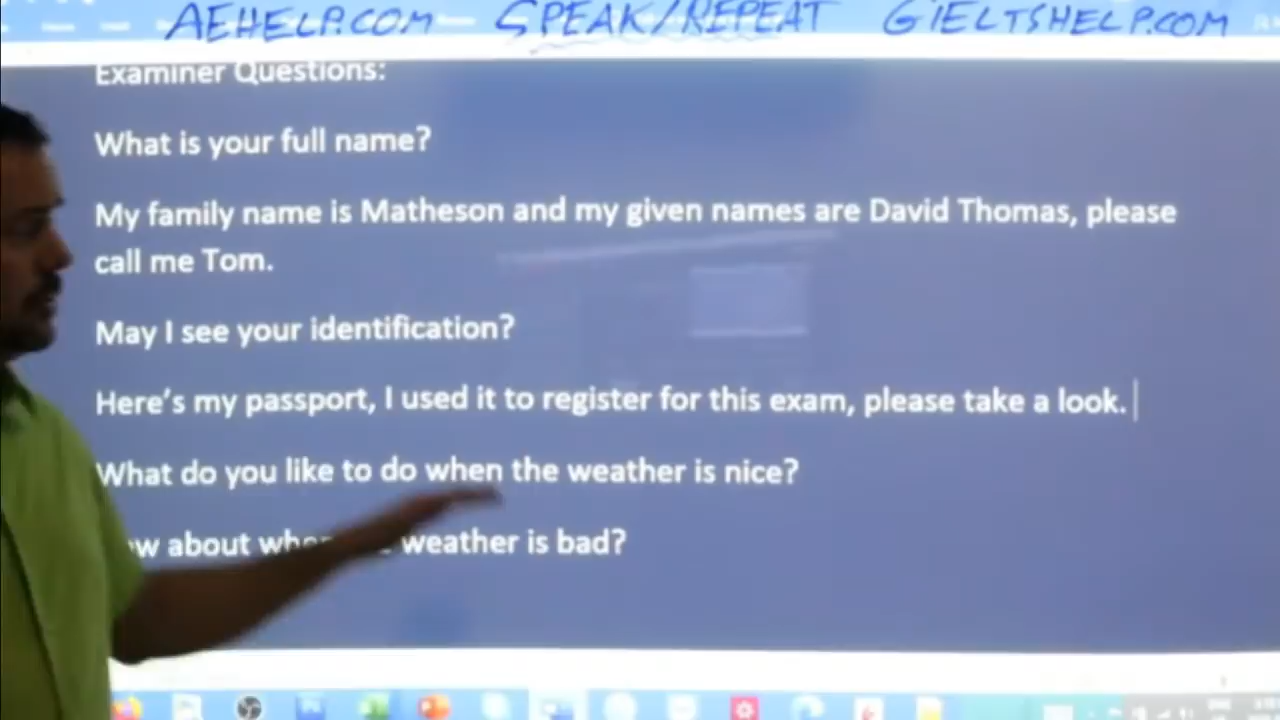 AEHELP.COM SPEAK/REPEAT GIELTSHELP.COM
Examiner Questions:
What is your full name?
My family name is Matheson and my given names are David Thomas, please
call me Tom.
May I see your identification?
Here's my passport, I used it to register for this exam, please take a look.
What do you like to do when the weather is nice?
about weather is bad?